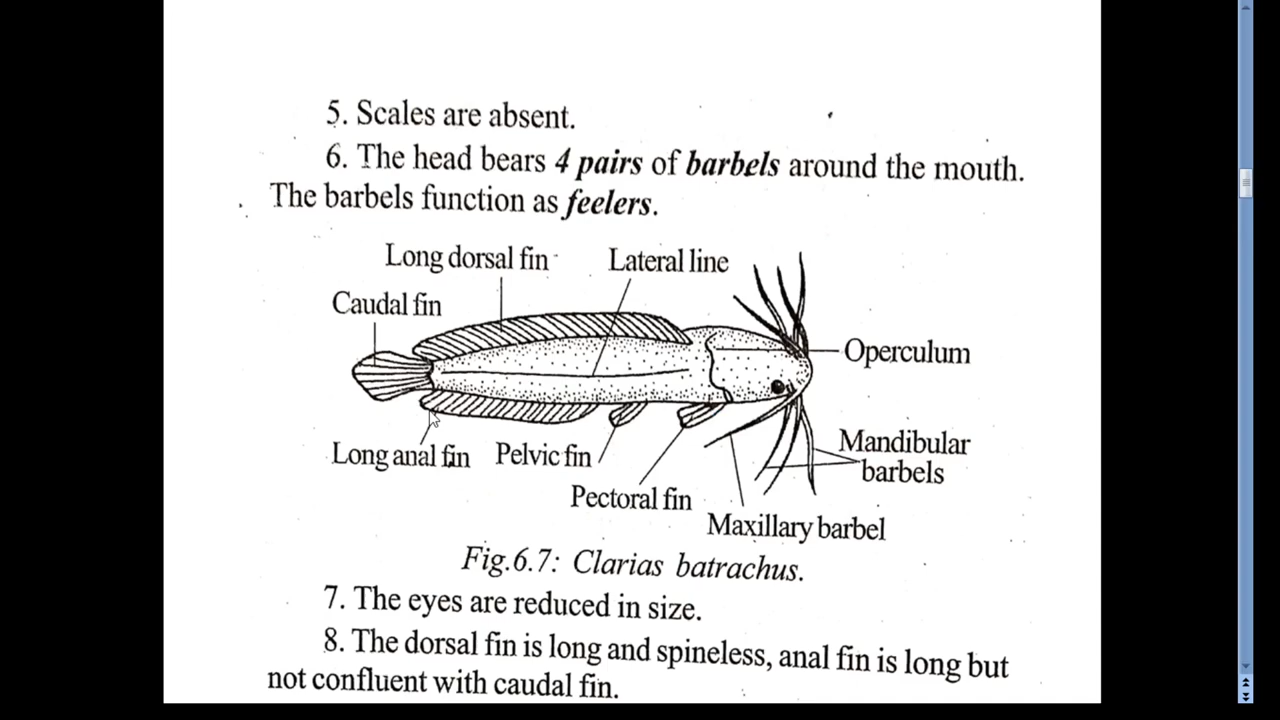 5. Scales are absent.
6. The head bears 4 pairs of barbels around the mouth.
The barbels function as feelers.
Long dorsal fin
Lateral line
Caudal fin
Operculum
Long anal fin
Pelvic fin
Mandibular
barbels
Pectoral fin
Maxillary barbel
Fig.6.7: Clarias batrachus.
7. The eyes are reduced in size.
8. The dorsal fin is long and spineless, anal fin is long but
not confluent with caudal fin.